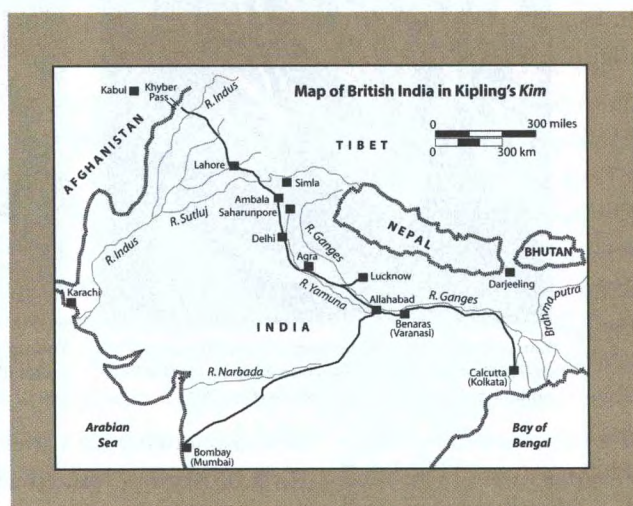 Map of British India in Kipling's Kim
0 300 miles
0 300 km
Kabul
Khyber
Pass
R. Indus
AFGHANISTAN
TIBET
Lahore
Simla
R. Sutluj
Ambala
Saharunpore
R. Indus
Delhi
R. Ganges
NEPAL
BHUTAN
Agra
Lucknow
Darjeeling
Karachi
R. Yamuna
Allahabad
R. Ganges
Brahmaputra
INDIA
Benaras
(Varanasi)
R. Narbada
Calcutta
(Kolkata)
Arabian
Sea
Bay of
Bengal
Bombay
(Mumbai)